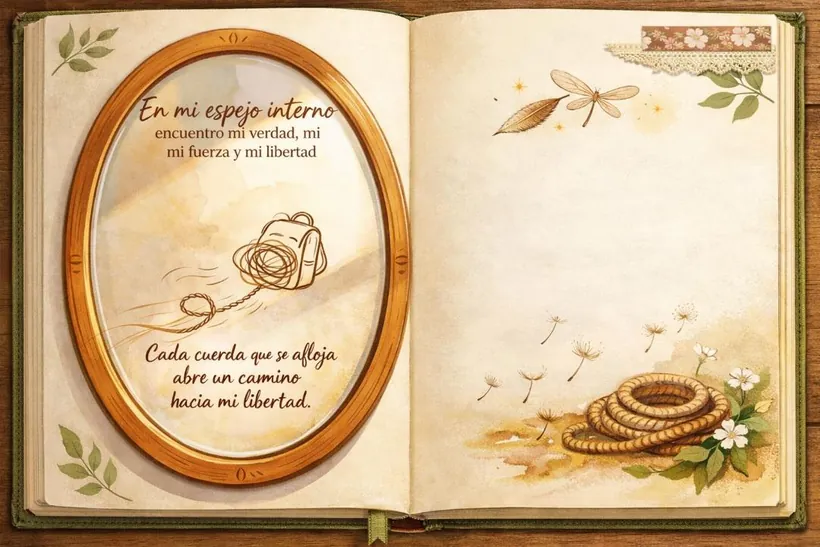 En mi espejo interno
encuentro mi verdad, mi
mi fuerza y mi libertad
Cada cuerda que se afloja
abre un camino
hacia mi libertad.